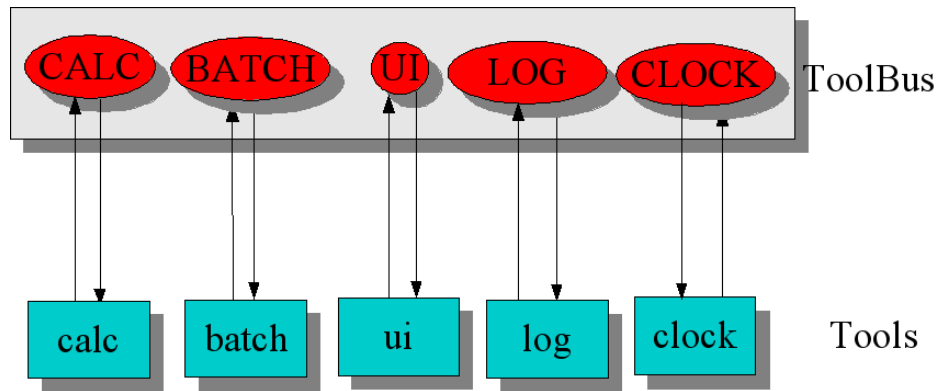 CALC
BATCH
UI
LOG
CLOCK
ToolBus
calc
batch
ui
log
clock
Tools